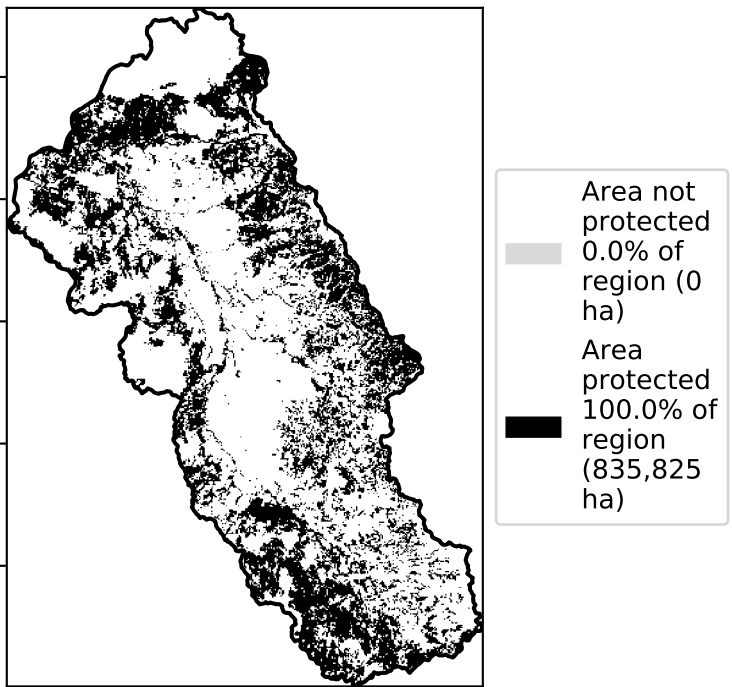 Area not
protected
0.0% of
region (0
ha)
Area
protected
100.0% of
region
(835,825
ha)